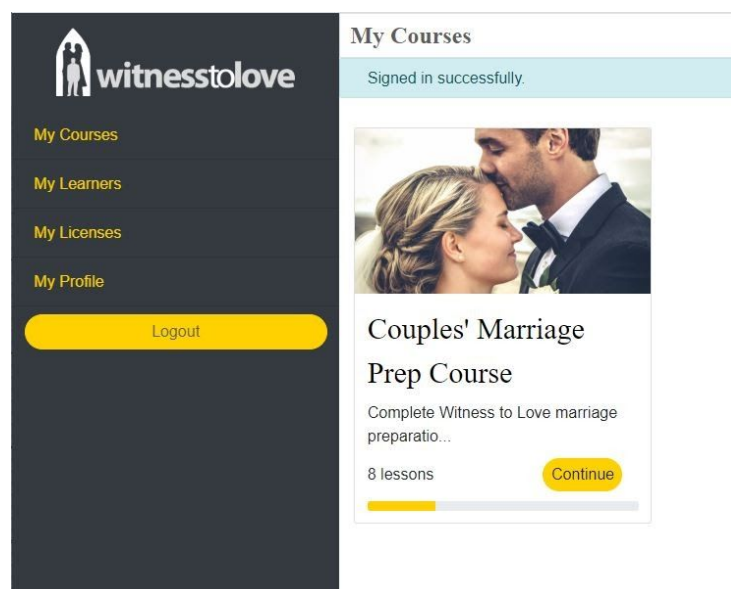 witnesstolove
My Courses
My Learners
My Licenses
My Profile
Logout
My Courses
Signed in successfully.
Couples' Marriage
Prep Course
Complete Witness to Love marriage
preparatio...
8 lessons
Continue